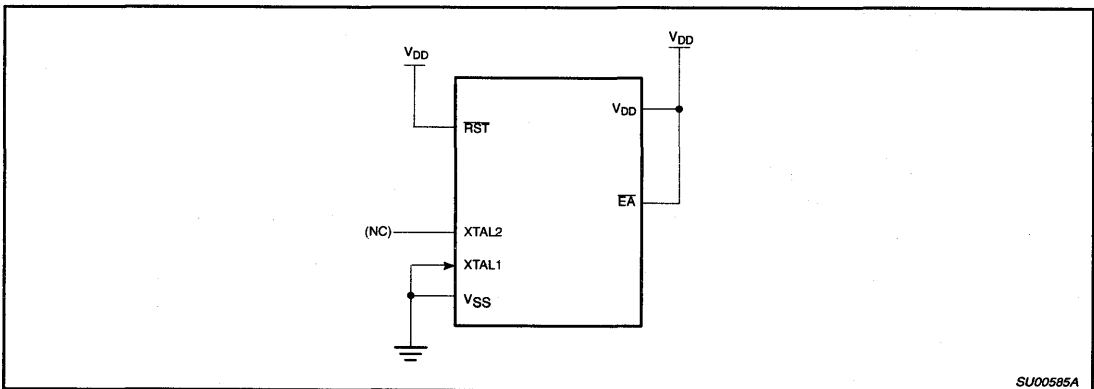 VDD
VDD
VDD
RST
EA
(NC)
XTAL2
XTAL1
VSS
SU00585A